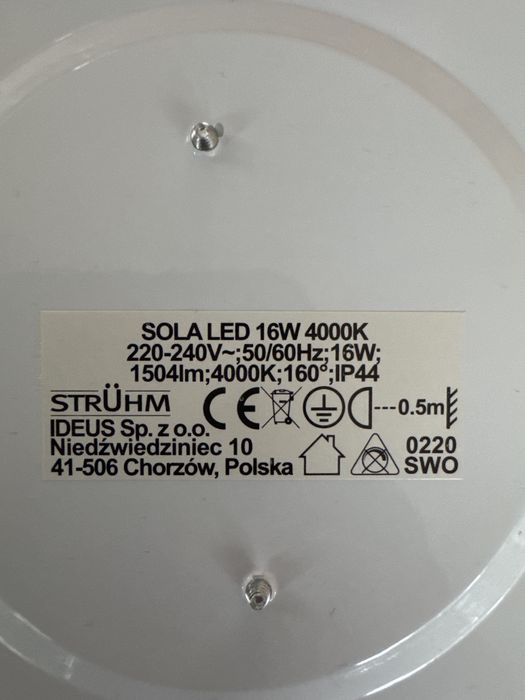 SOLA LED 16W 4000K
220-240V~;50/60Hz;16W;
1504lm;4000K;160°;IP44
STRÜHM CE 0.5m
IDEUS Sp. z o.o.
Niedźwiedziniec 10 0220
41-506 Chorzów, Polska SWO